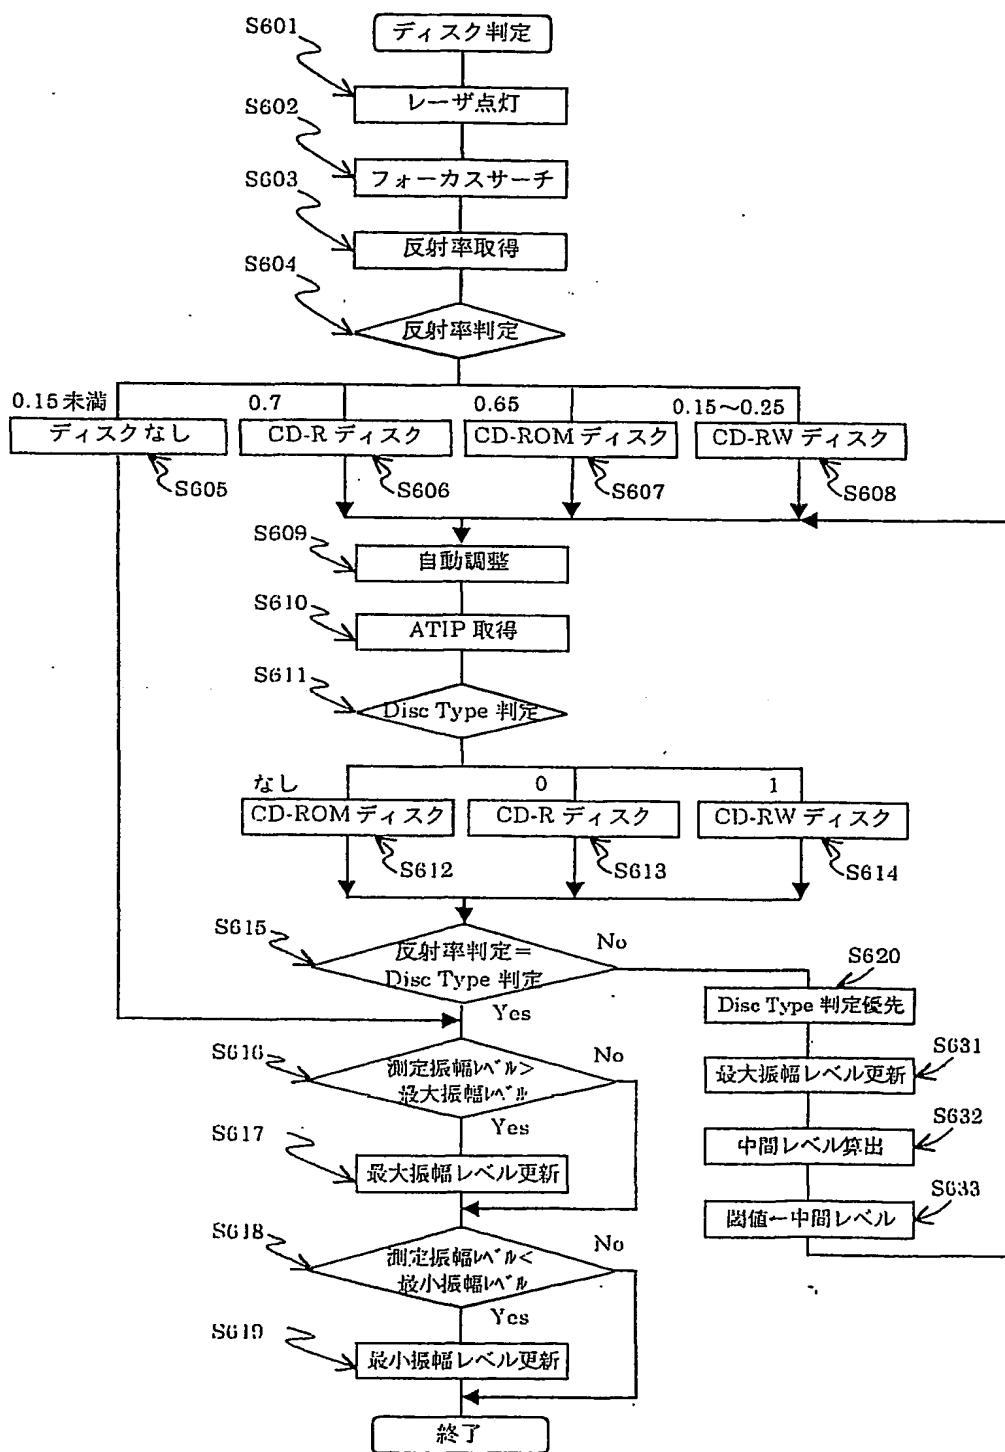 S601
ディスク判定
レーザ点灯
S602
フォーカスサーチ
S603
反射率取得
S604
反射率判定
0.15未満
0.7
0.65
0.15～0.25
ディスクなし
CD-R ディスク
CD-ROM ディスク
CD-RW ディスク
S605
S606
S607
S608
S609
自動調整
S610
ATIP 取得
S611
Disc Type 判定
なし
0
1
CD-ROM ディスク
CD-R ディスク
CD-RW ディスク
S612
S613
S614
S615
反射率判定＝
Disc Type 判定
No
Yes
S620
Disc Type 判定優先
S616
測定振幅レベル＞
最大振幅レベル
No
Yes
S631
最大振幅レベル更新
S617
最大振幅レベル更新
S632
中間レベル算出
S633
閾値←中間レベル
S618
測定振幅レベル＜
最小振幅レベル
No
Yes
S619
最小振幅レベル更新
終了